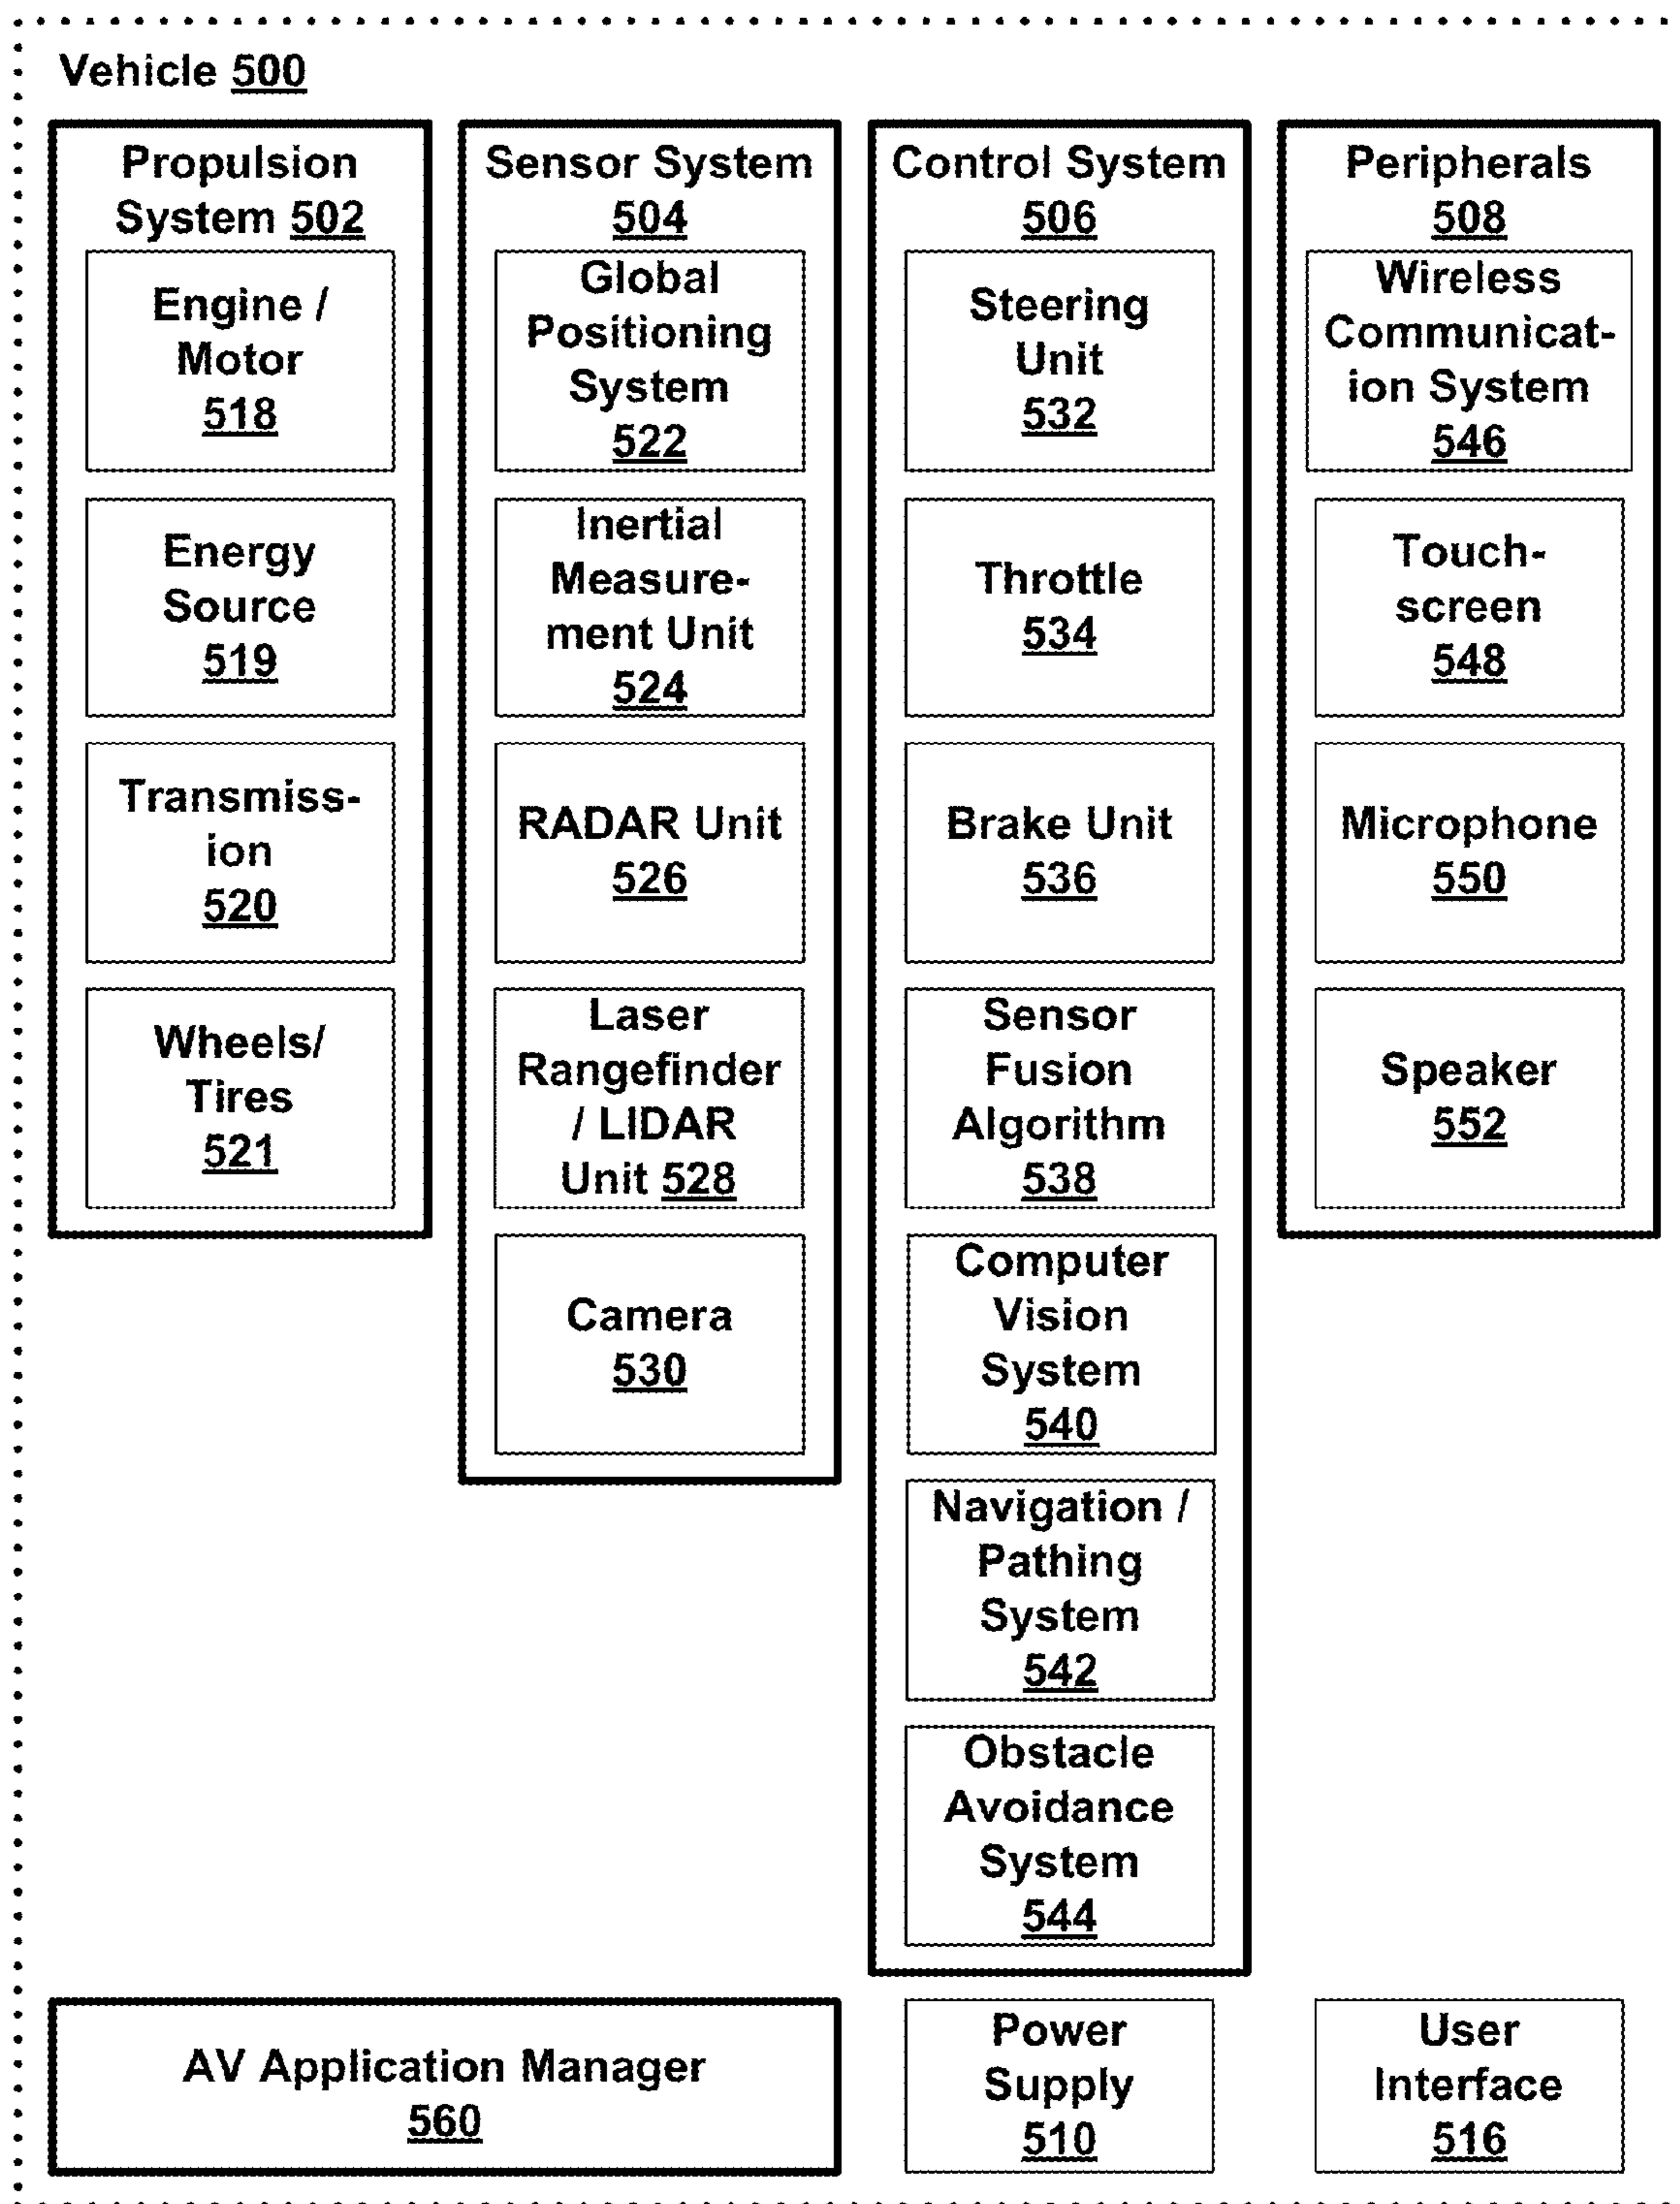 Vehicle 500
Propulsion
System 502
Engine /
Motor
518
Energy
Source
519
Transmiss-
ion
520
Wheels/
Tires
521
Sensor System
504
Global
Positioning
System
522
Inertial
Measure-
ment Unit
524
RADAR Unit
526
Laser
Rangefinder
/ LIDAR
Unit 528
Camera
530
Control System
506
Steering
Unit
532
Throttle
534
Brake Unit
536
Sensor
Fusion
Algorithm
538
Computer
Vision
System
540
Navigation /
Pathing
System
542
Obstacle
Avoidance
System
544
Peripherals
508
Wireless
Communicat-
ion System
546
Touch-
screen
548
Microphone
550
Speaker
552
AV Application Manager
560
Power
Supply
510
User
Interface
516